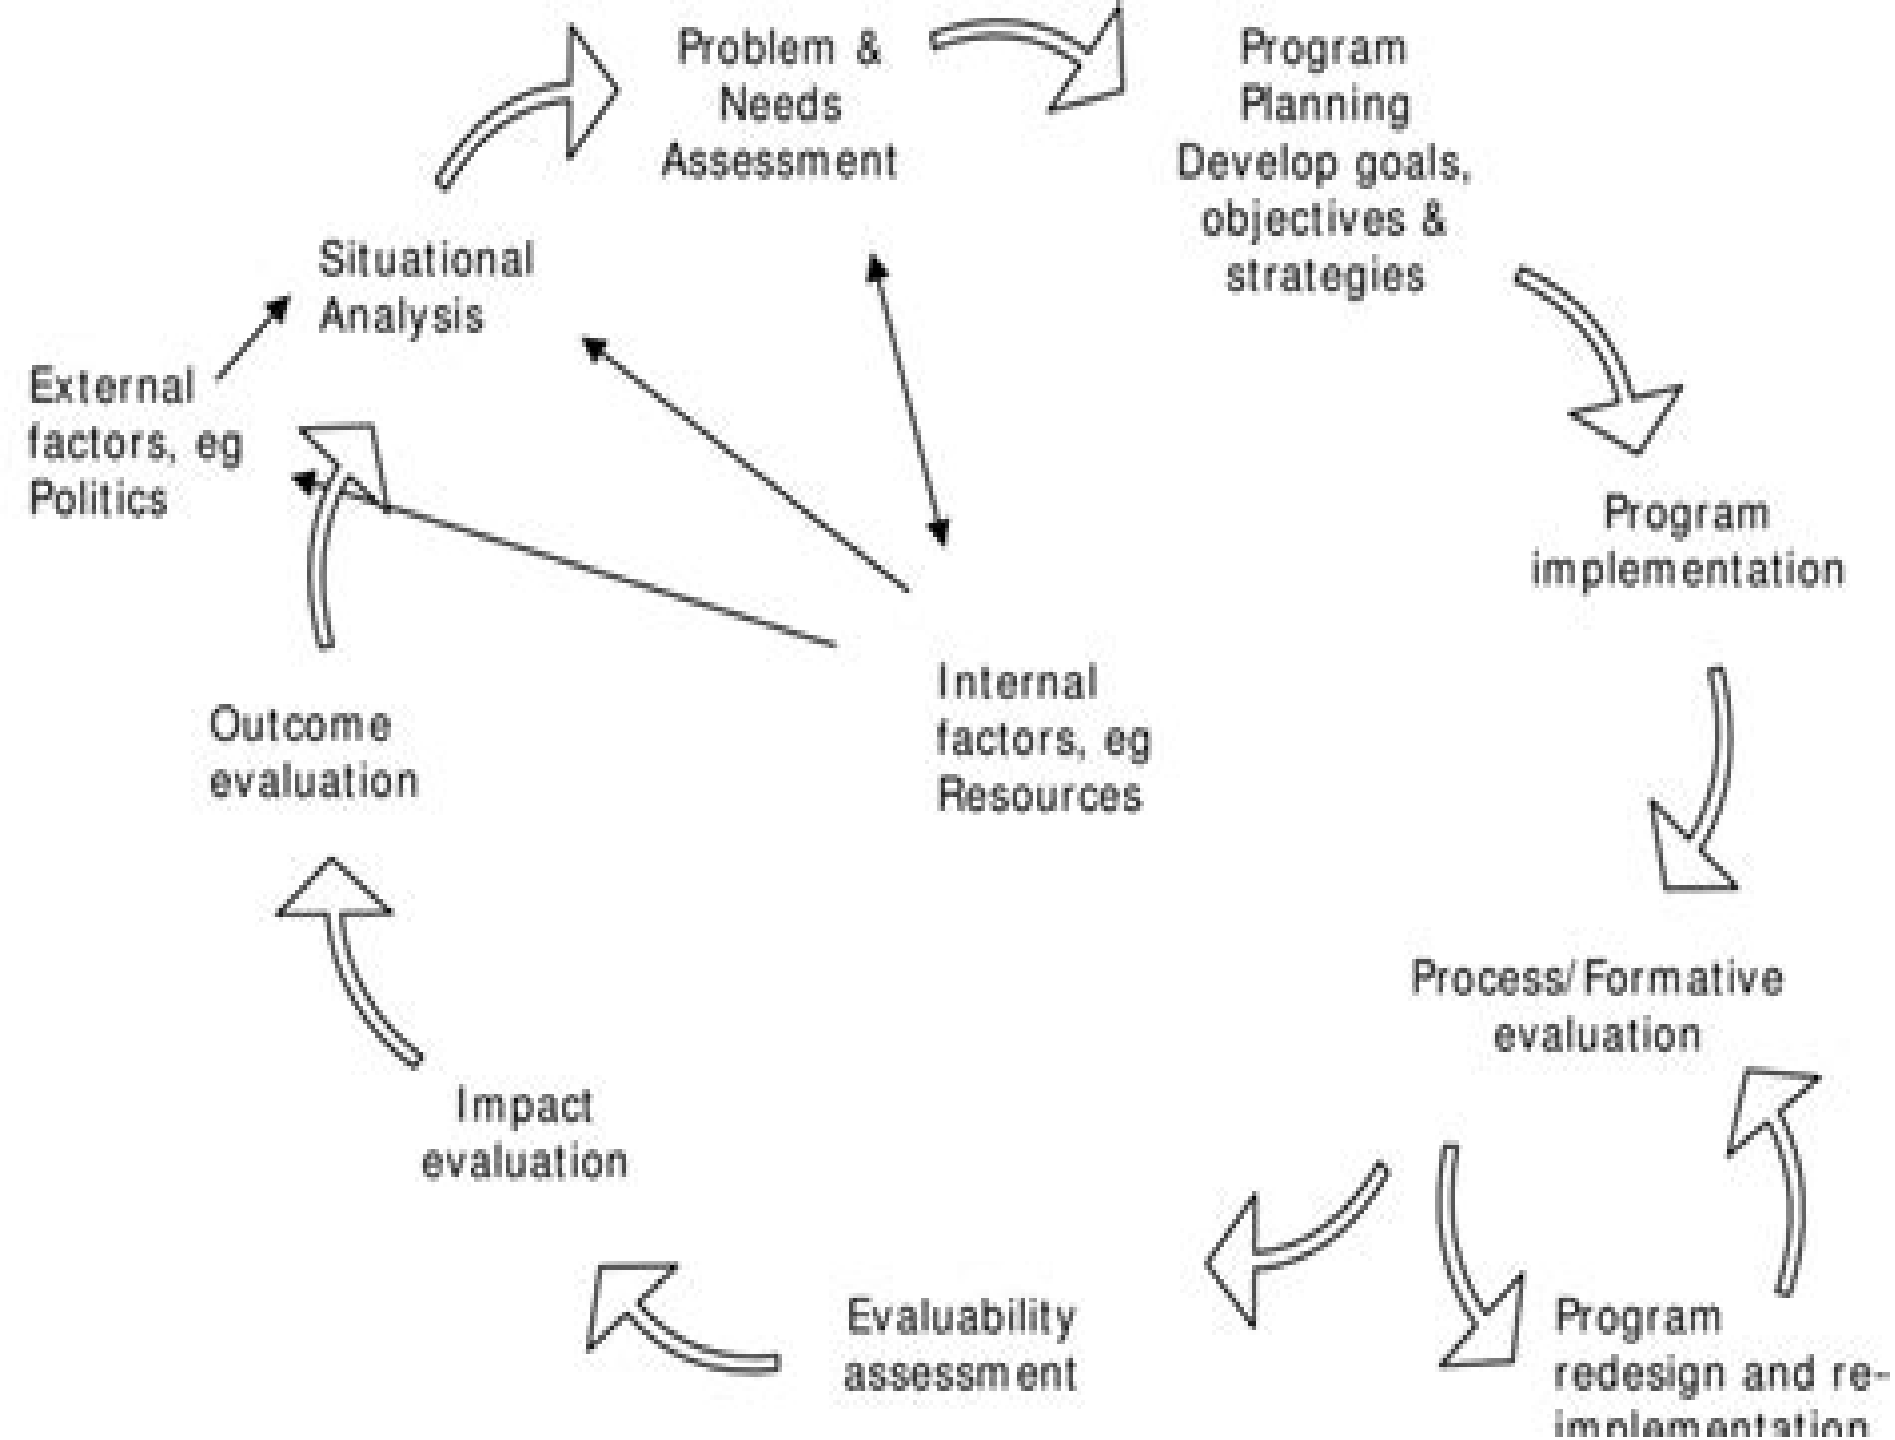 Problem &
Needs
Assessment
Program
Planning
Develop goals,
objectives &
strategies
Situational
Analysis
External
factors, eg
Politics
Program
implementation
Internal
factors, eg
Resources
Outcome
evaluation
Process/Formative
evaluation
Impact
evaluation
Evaluability
assessment
Program
redesign and re-
implementation